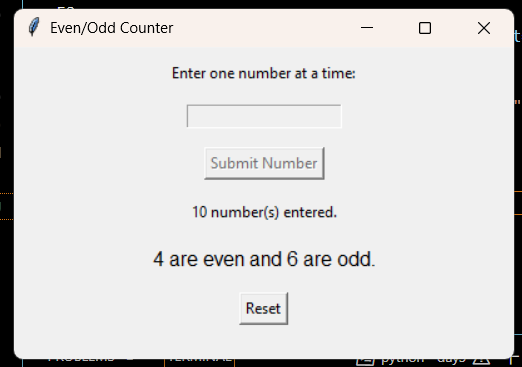 Even/Odd Counter
Enter one number at a time:
Submit Number
10 number(s) entered.
4 are even and 6 are odd.
Reset
TERMINAL